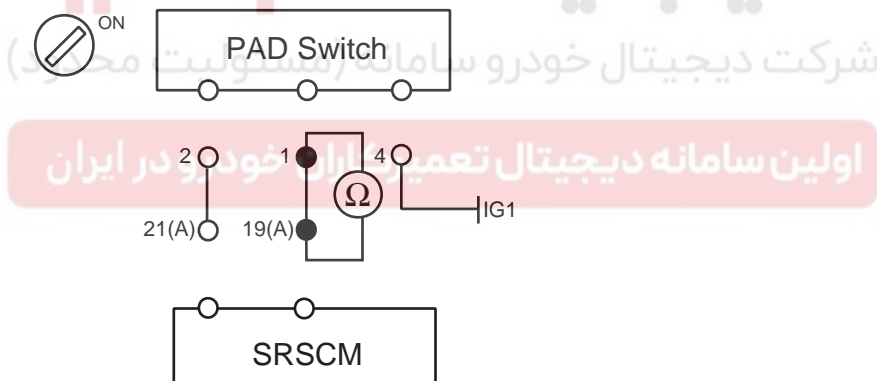 ON
PAD Switch
شرکت دیجیتال خودرو سامانه (مسئولیت محدود)
اولین سامانه دیجیتال تعمیرکاران خودرو در ایران
2 1 4
Ω
IG1
21(A) 19(A)
SRSCM